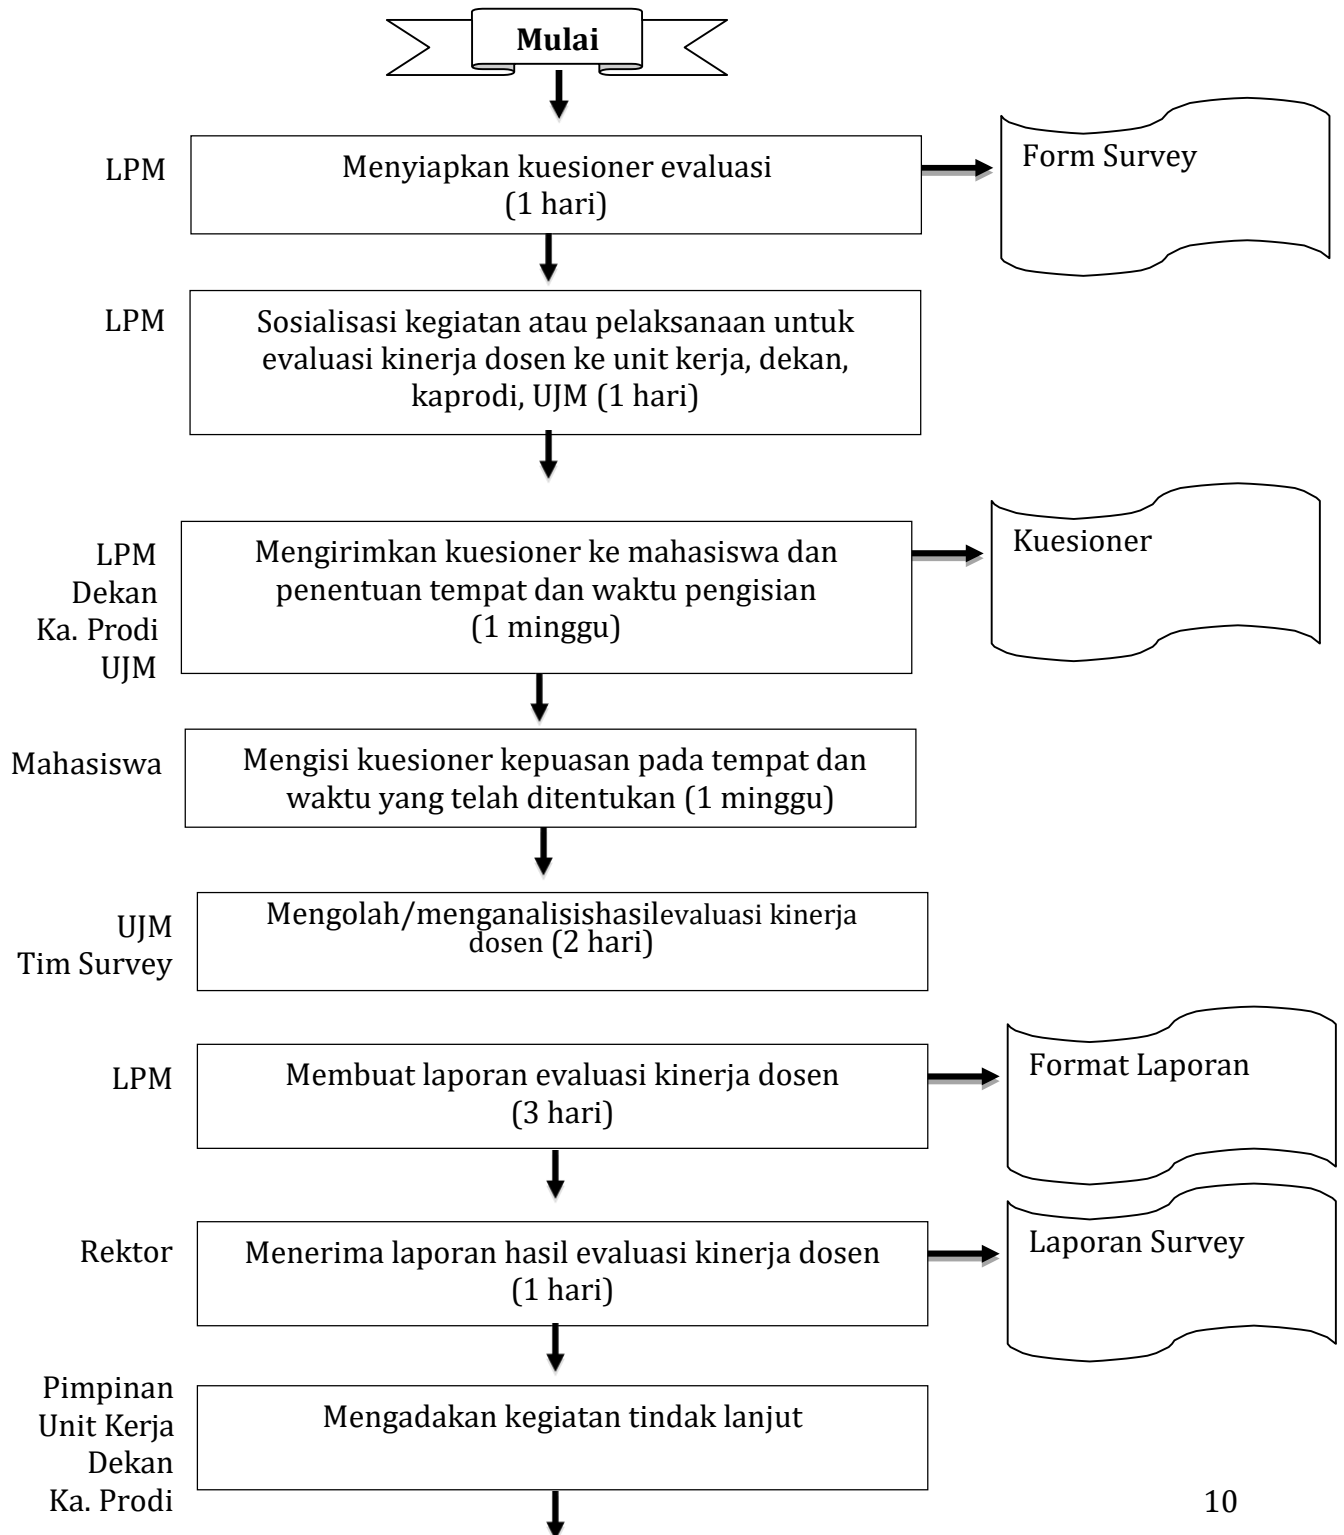 Mulai
LPM
Menyiapkan kuesioner evaluasi
(1 hari)
Form Survey
LPM
Sosialisasi kegiatan atau pelaksanaan untuk
evaluasi kinerja dosen ke unit kerja, dekan,
kaprodi, UJM (1 hari)
LPM
Dekan
Ka. Prodi
UJM
Mengirimkan kuesioner ke mahasiswa dan
penentuan tempat dan waktu pengisian
(1 minggu)
Kuesioner
Mahasiswa
Mengisi kuesioner kepuasan pada tempat dan
waktu yang telah ditentukan (1 minggu)
UJM
Tim Survey
Mengolah/menganalisishasilevaluasi kinerja
dosen (2 hari)
LPM
Membuat laporan evaluasi kinerja dosen
(3 hari)
Format Laporan
Rektor
Menerima laporan hasil evaluasi kinerja dosen
(1 hari)
Laporan Survey
Pimpinan
Unit Kerja
Dekan
Ka. Prodi
Mengadakan kegiatan tindak lanjut
10